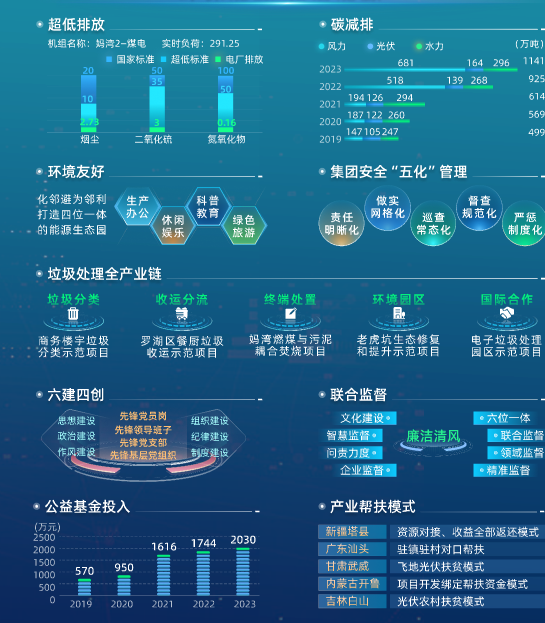 超低排放
机组名称：妈湾2-煤电 实时负荷：291.25
国家标准 超低标准 电厂排放
20 50 100
35
10 50
2.73 3 0.16
烟尘 二氧化硫 氮氧化物
碳减排
风力 光伏 水力 (万吨)
2023 681 164 296 1141
2022 518 139 268 925
2021 194 126 294 614
2020 187 122 260 569
2019 147 105 247 499
环境友好
化邻避为邻利
打造四位一体
的能源生态园
生产
办公
休闲
娱乐
科普
教育
绿色
旅游
集团安全“五化”管理
责任
明晰化
做实
网格化
巡查
常态化
督查
规范化
严惩
制度化
垃圾处理全产业链
垃圾分类 收运分流 终端处置 环境园区 国际合作
商务楼宇垃圾 罗湖区餐厨垃圾 妈湾燃煤与污泥 老虎坑生态修复 电子垃圾处理
分类示范项目 收运示范项目 耦合焚烧项目 和提升示范项目 园区示范项目
六建四创
思想建设 先锋党员岗 组织建设
政治建设 先锋领导班子 纪律建设
先锋党支部
作风建设 先锋基层党组织 制度建设
联合监督
文化建设 六位一体
智慧监督 廉洁清风 联合监督
问责力度 领域监督
企业监督 精准监督
公益基金投入
(万元)
2500
2000
1500
1000
500
0
570 950 1616 1744 2030
2019 2020 2021 2022 2023
产业帮扶模式
新疆塔县 资源对接、收益全部返还模式
广东汕头 驻镇驻村对口帮扶
甘肃武威 飞地光伏扶贫模式
内蒙古开鲁 项目开发绑定帮扶资金模式
吉林白山 光伏农村扶贫模式